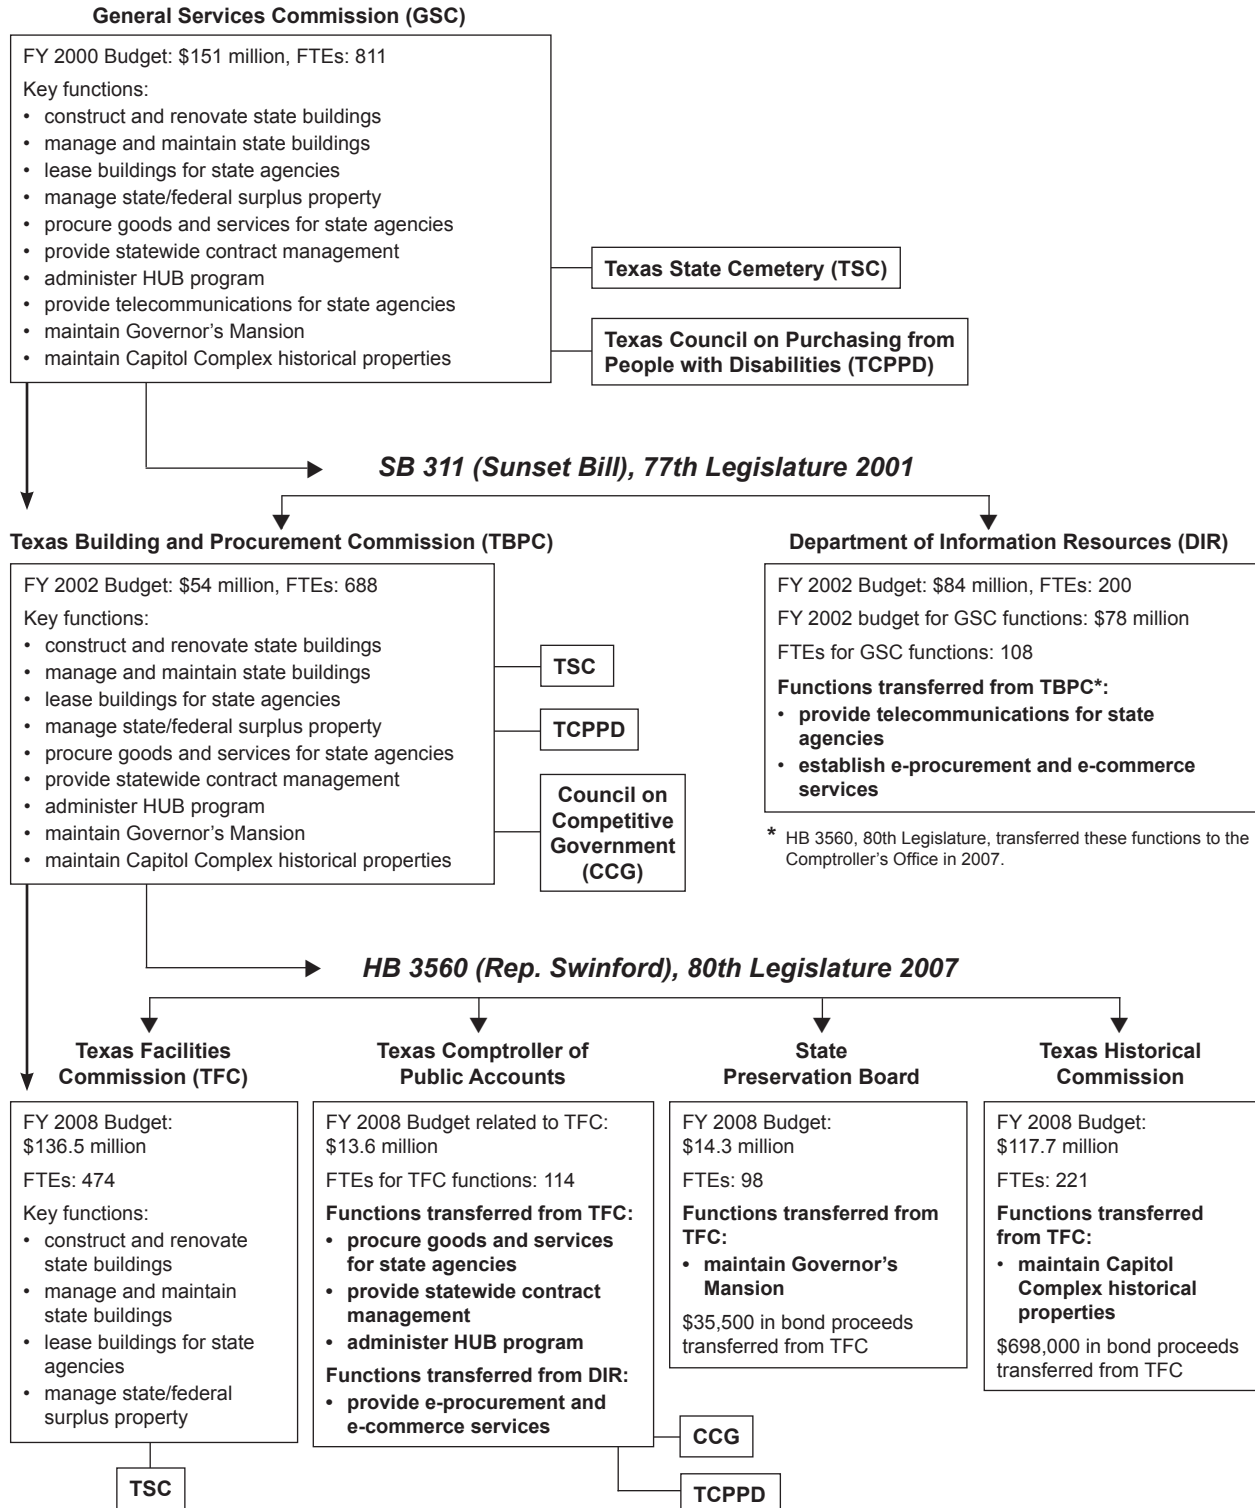 General Services Commission (GSC)
FY 2000 Budget: $151 million, FTEs: 811
Key functions:
• construct and renovate state buildings
• manage and maintain state buildings
• lease buildings for state agencies
• manage state/federal surplus property
• procure goods and services for state agencies
• provide statewide contract management
• administer HUB program
• provide telecommunications for state agencies
• maintain Governor’s Mansion
• maintain Capitol Complex historical properties
Texas State Cemetery (TSC)
Texas Council on Purchasing from
People with Disabilities (TCPPD)
SB 311 (Sunset Bill), 77th Legislature 2001
Texas Building and Procurement Commission (TBPC)
FY 2002 Budget: $54 million, FTEs: 688
Key functions:
• construct and renovate state buildings
• manage and maintain state buildings
• lease buildings for state agencies
• manage state/federal surplus property
• procure goods and services for state agencies
• provide statewide contract management
• administer HUB program
• maintain Governor’s Mansion
• maintain Capitol Complex historical properties
TSC
TCPPD
Council on
Competitive
Government
(CCG)
Department of Information Resources (DIR)
FY 2002 Budget: $84 million, FTEs: 200
FY 2002 budget for GSC functions: $78 million
FTEs for GSC functions: 108
Functions transferred from TBPC*:
• provide telecommunications for state
agencies
• establish e-procurement and e-commerce
services
* HB 3560, 80th Legislature, transferred these functions to the
Comptroller’s Office in 2007.
HB 3560 (Rep. Swinford), 80th Legislature 2007
Texas Facilities
Commission (TFC)
FY 2008 Budget:
$136.5 million
FTEs: 474
Key functions:
• construct and renovate
state buildings
• manage and maintain
state buildings
• lease buildings for state
agencies
• manage state/federal
surplus property
TSC
Texas Comptroller of
Public Accounts
FY 2008 Budget related to TFC:
$13.6 million
FTEs for TFC functions: 114
Functions transferred from TFC:
• procure goods and services
for state agencies
• provide statewide contract
management
• administer HUB program
Functions transferred from DIR:
• provide e-procurement and
e-commerce services
CCG
TCPPD
State
Preservation Board
FY 2008 Budget:
$14.3 million
FTEs: 98
Functions transferred from
TFC:
• maintain Governor’s
Mansion
$35,500 in bond proceeds
transferred from TFC
Texas Historical
Commission
FY 2008 Budget:
$117.7 million
FTEs: 221
Functions transferred
from TFC:
• maintain Capitol
Complex historical
properties
$698,000 in bond proceeds
transferred from TFC